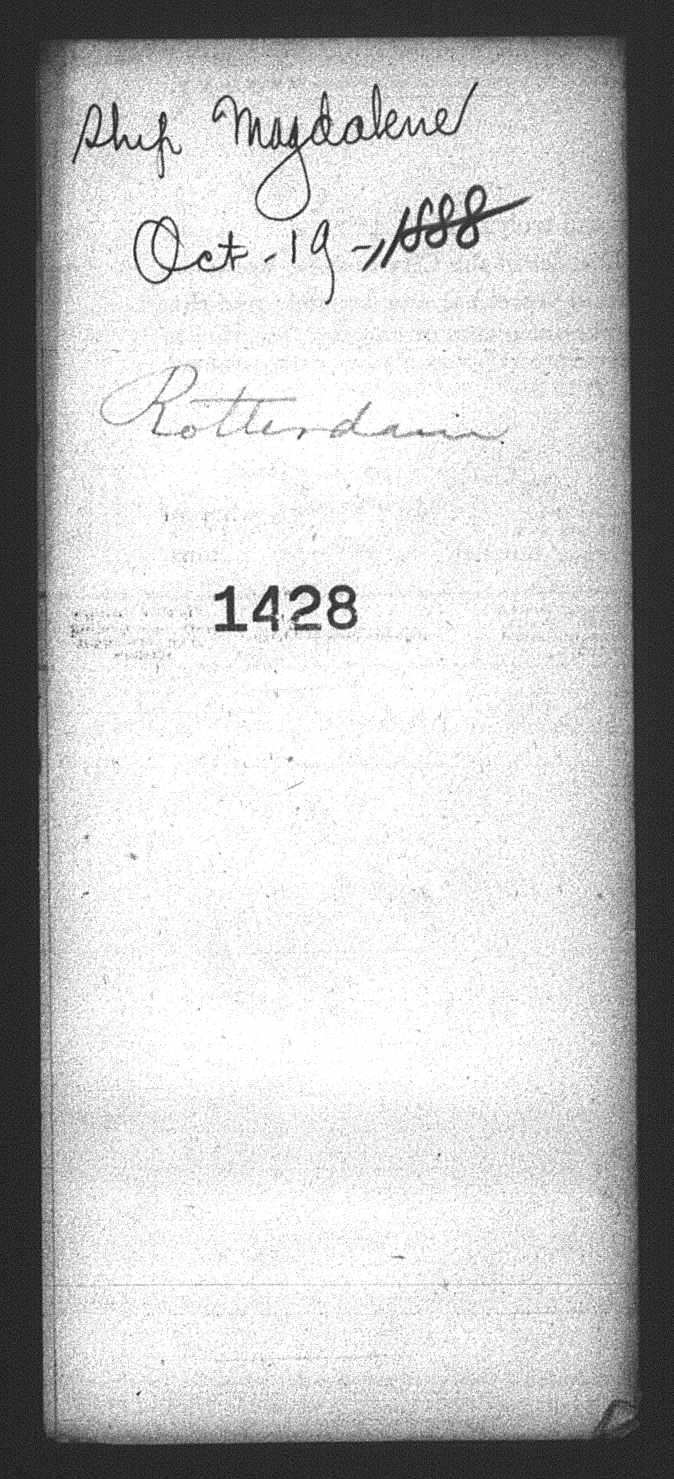 Ship Magdalene
Oct - 19 - 1888
Rotterdam
1428